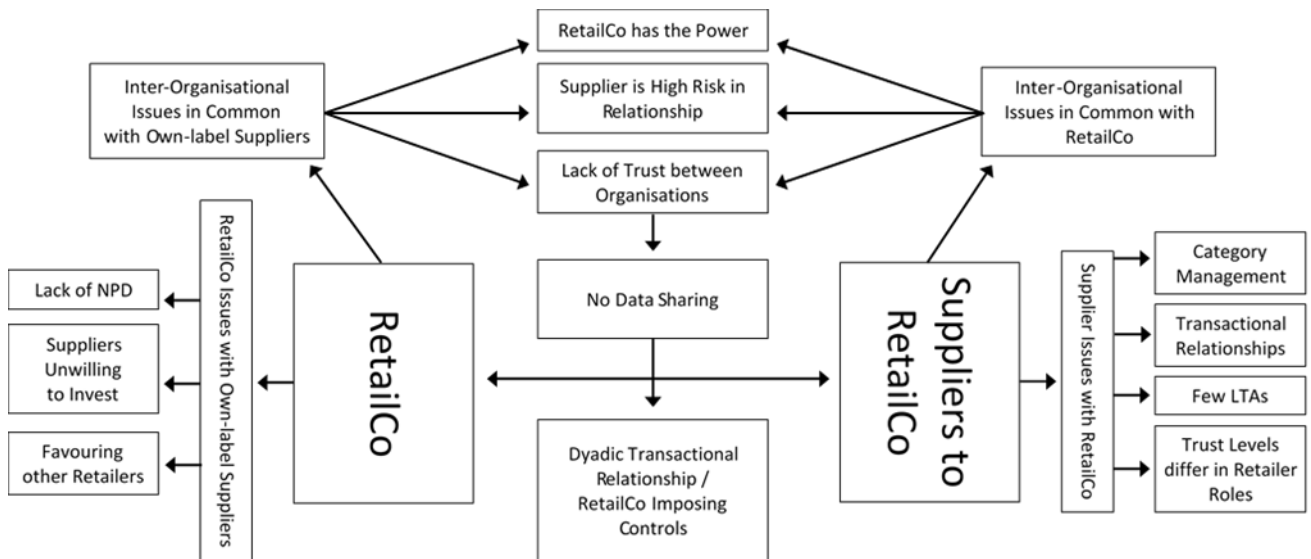 RetailCo has the Power
Inter-Organisational
Issues in Common
with Own-label Suppliers
Supplier is High Risk in
Relationship
Inter-Organisational
Issues in Common with
RetailCo
Lack of Trust between
Organisations
RetailCo Issues with Own-label Suppliers
Lack of NPD
Suppliers
Unwilling
to Invest
Favouring
other Retailers
RetailCo
No Data Sharing
Dyadic Transactional
Relationship /
RetailCo Imposing
Controls
Suppliers to
RetailCo
Supplier Issues with RetailCo
Category
Management
Transactional
Relationships
Few LTAs
Trust Levels
differ in Retailer
Roles